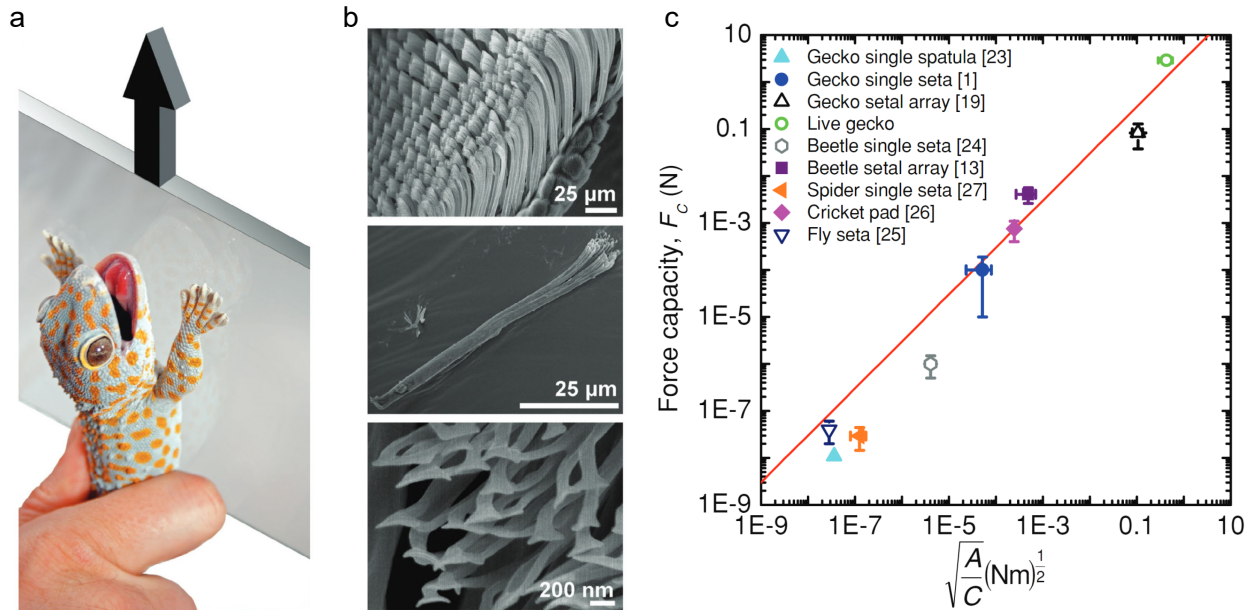 a
b
25 µm
25 µm
200 nm
c
Force capacity, F_C (N)
10
0.1
1E-3
1E-5
1E-7
1E-9
Gecko single spatula [23]
Gecko single seta [1]
Gecko setal array [19]
Live gecko
Beetle single seta [24]
Beetle setal array [13]
Spider single seta [27]
Cricket pad [26]
Fly seta [25]
1E-9 1E-7 1E-5 1E-3 0.1 10
√(A/C) (Nm)^(1/2)